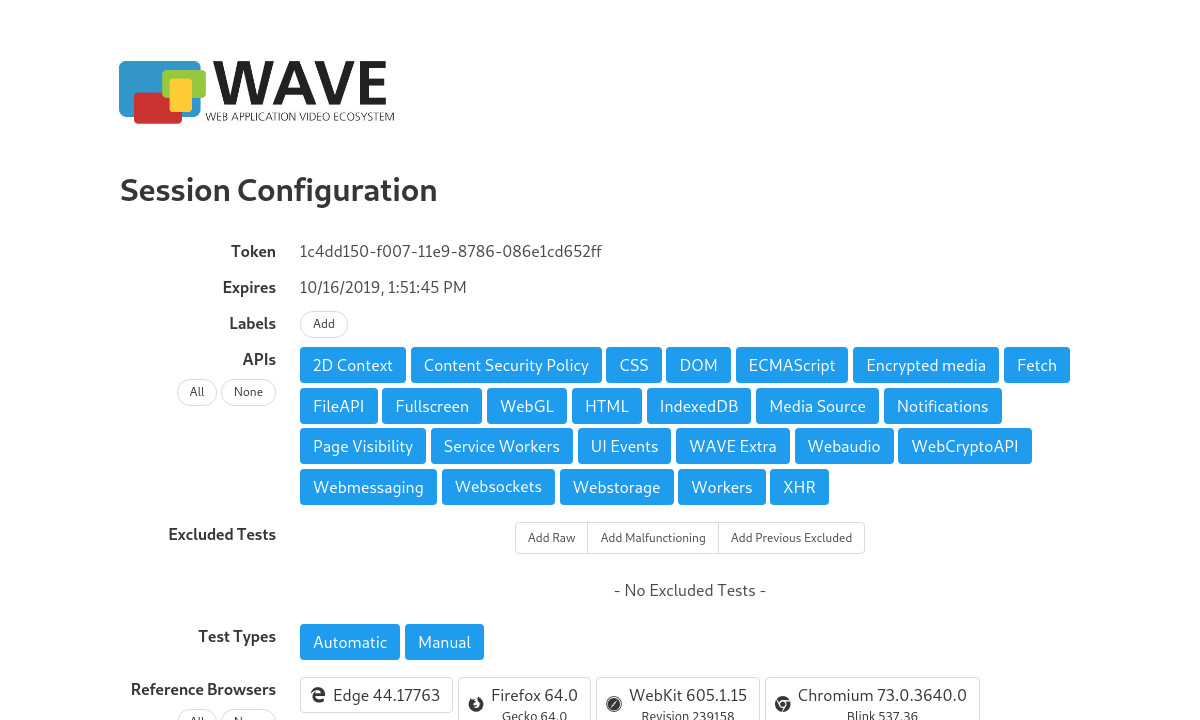 WAVE
WEB APPLICATION VIDEO ECOSYSTEM
Session Configuration
Token 1c4dd150-f007-11e9-8786-086e1cd652ff
Expires 10/16/2019, 1:51:45 PM
Labels Add
APIs 2D Context Content Security Policy CSS DOM ECMAScript Encrypted media Fetch
All None FileAPI Fullscreen WebGL HTML IndexedDB Media Source Notifications
Page Visibility Service Workers UI Events WAVE Extra Webaudio WebCryptoAPI
Webmessaging Websockets Webstorage Workers XHR
Excluded Tests Add Raw Add Malfunctioning Add Previous Excluded
- No Excluded Tests -
Test Types Automatic Manual
Reference Browsers Edge 44.17763 Firefox 64.0 WebKit 605.1.15 Chromium 73.0.3640.0
All None Gecko 64.0 Revision 239158 Blink 537.36